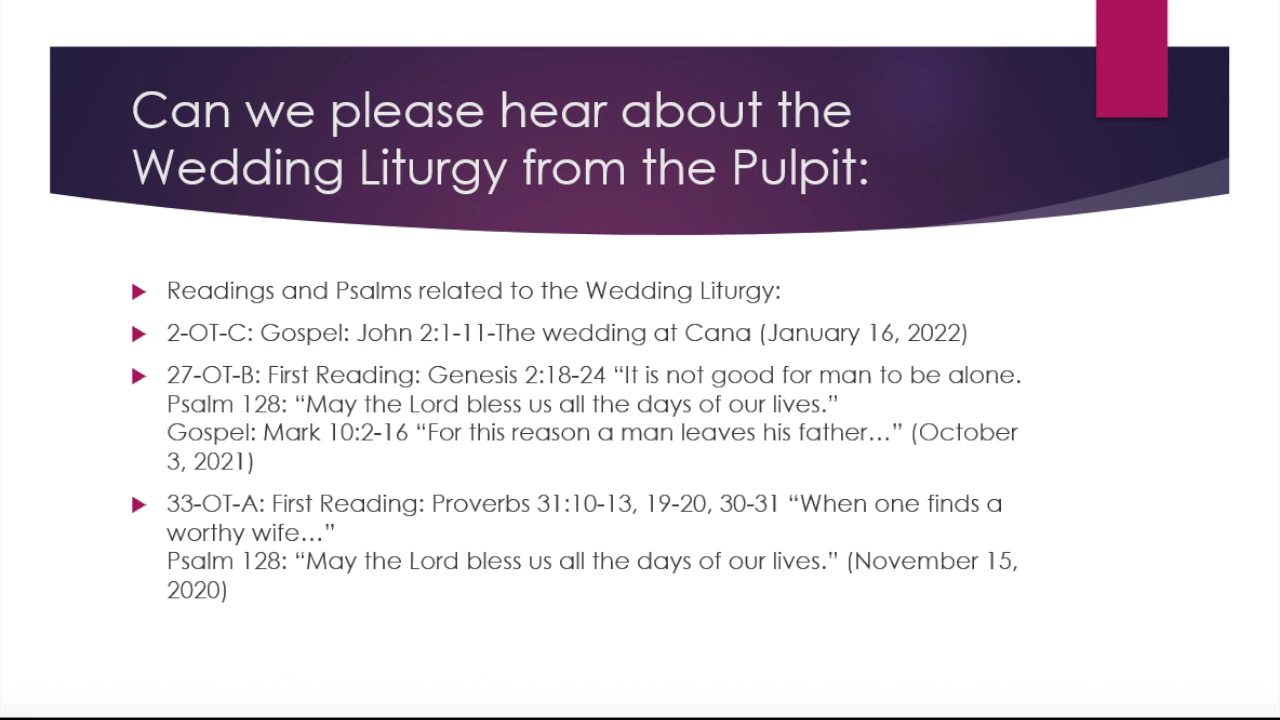 Can we please hear about the
Wedding Liturgy from the Pulpit:
Readings and Psalms related to the Wedding Liturgy:
2-OT-C: Gospel: John 2:1-11-The wedding at Cana (January 16, 2022)
27-OT-B: First Reading: Genesis 2:18-24 “It is not good for man to be alone.
Psalm 128: “May the Lord bless us all the days of our lives.”
Gospel: Mark 10:2-16 “For this reason a man leaves his father…” (October
3, 2021)
33-OT-A: First Reading: Proverbs 31:10-13, 19-20, 30-31 “When one finds a
worthy wife…”
Psalm 128: “May the Lord bless us all the days of our lives.” (November 15,
2020)